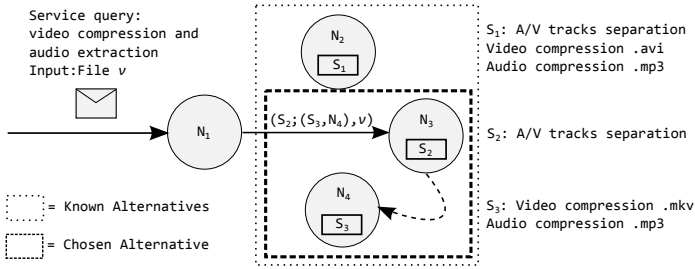 Service query:
video compression and
audio extraction
Input:File v
N1
N2
S1
(S2;(S3,N4),v)
N3
S2
N4
S3
S1: A/V tracks separation
Video compression .avi
Audio compression .mp3
S2: A/V tracks separation
S3: Video compression .mkv
Audio compression .mp3
= Known Alternatives
= Chosen Alternative